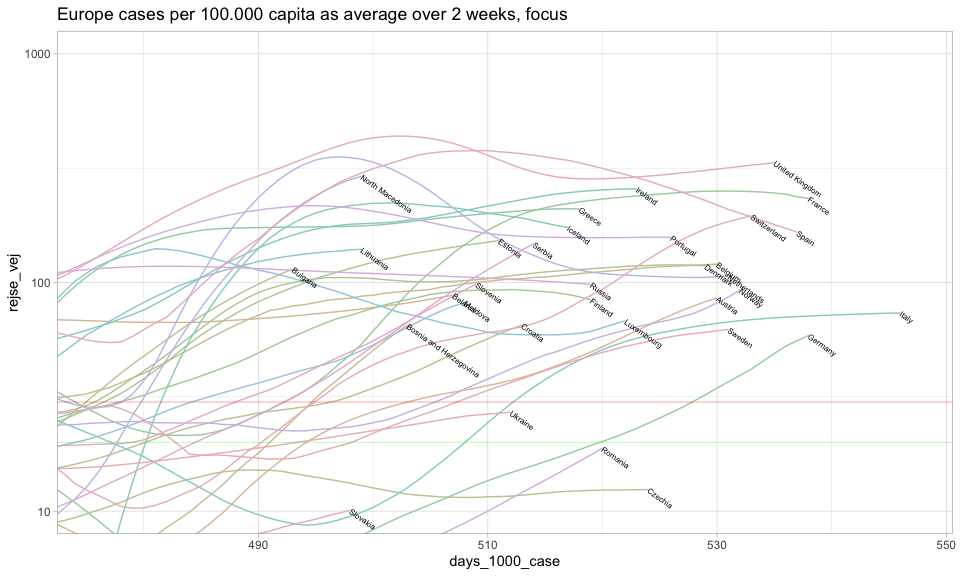 Europe cases per 100.000 capita as average over 2 weeks, focus
rejse_vej
1000
100
10
United Kingdom
North Macedonia
Ireland
France
Greece
Iceland
Switzerland
Spain
Portugal
Estonia
Serbia
Lithuania
Bulgaria
Belgium
Denmark
Netherlands
Norway
Russia
Slovenia
Belarus
Moldova
Finland
Austria
Italy
Luxembourg
Croatia
Bosnia and Herzegovina
Sweden
Germany
Ukraine
Romania
Czechia
Slovakia
490
510
530
550
days_1000_case